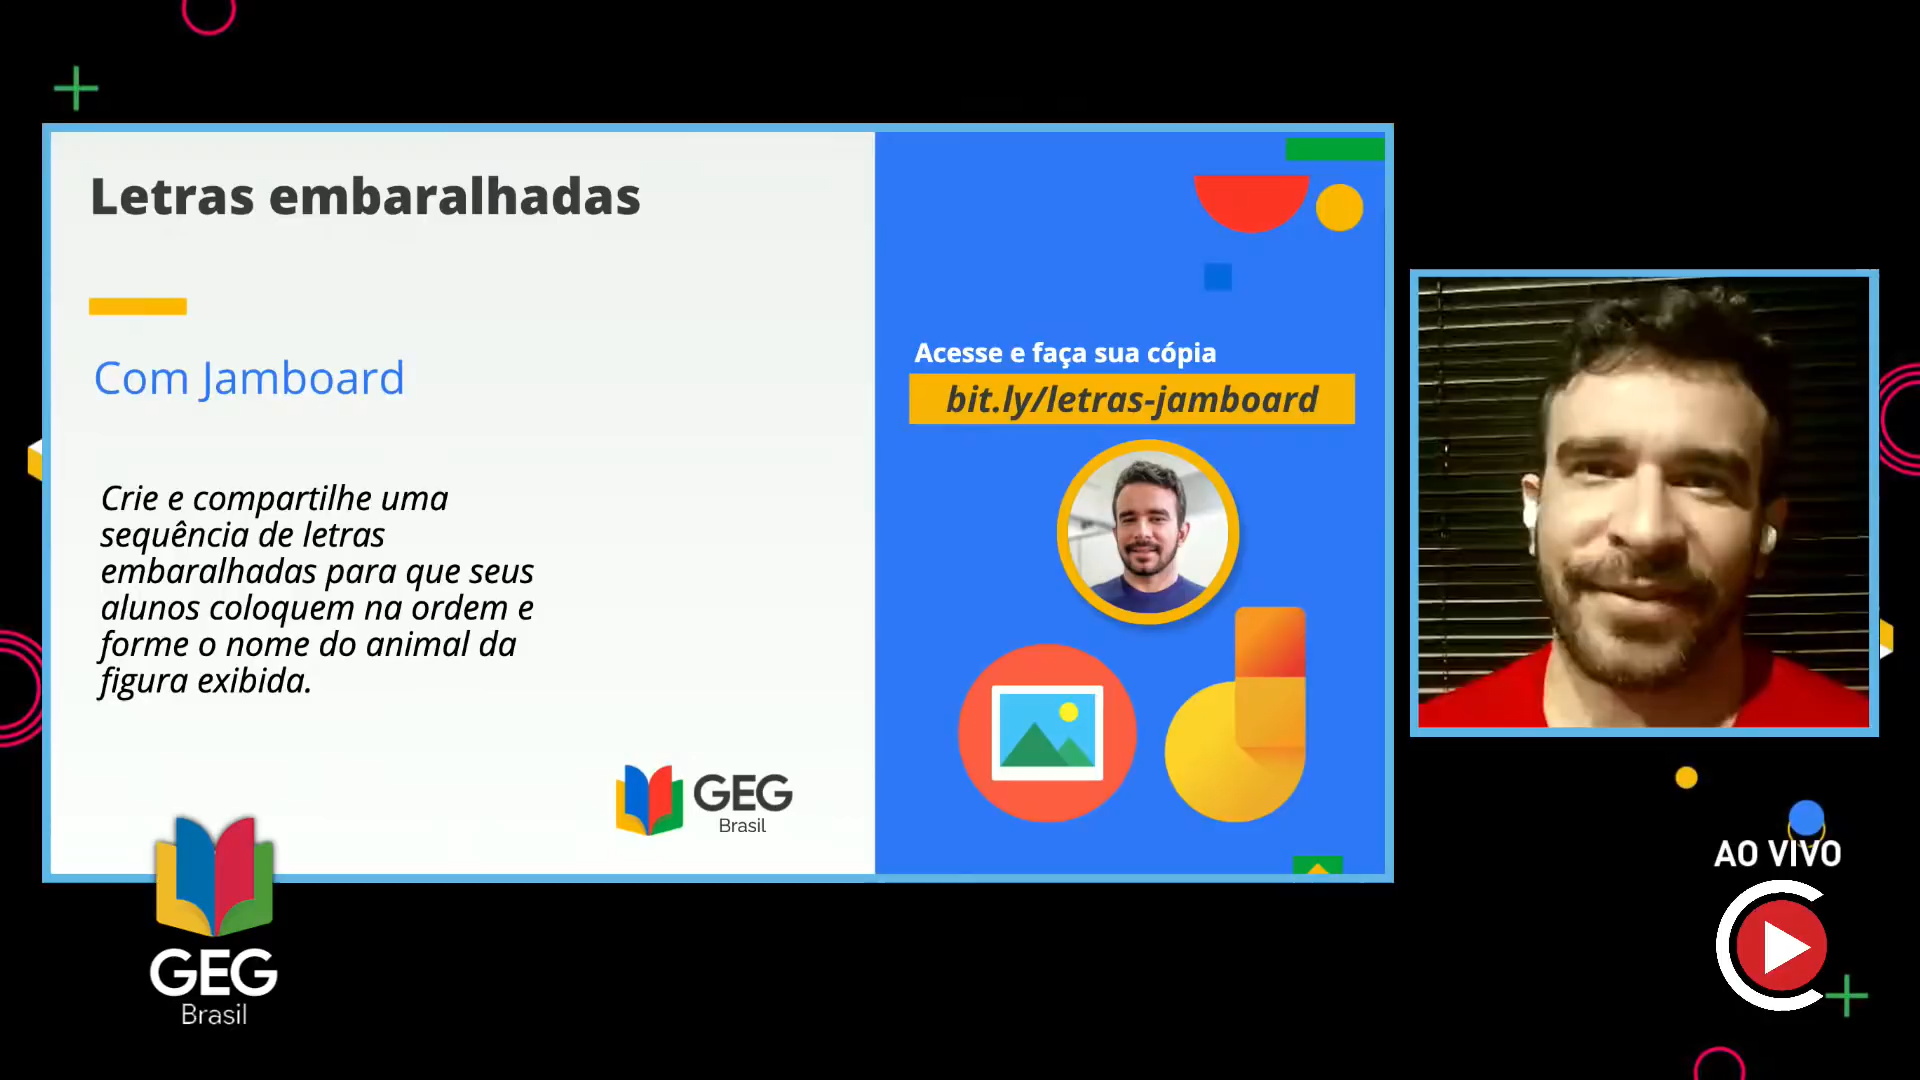 Letras embaralhadas
Com Jamboard
Crie e compartilhe uma
sequência de letras
embaralhadas para que seus
alunos coloquem na ordem e
forme o nome do animal da
figura exibida.
GEG
Brasil
Acesse e faça sua cópia
bit.ly/letras-jamboard
GEG
Brasil
AO VIVO